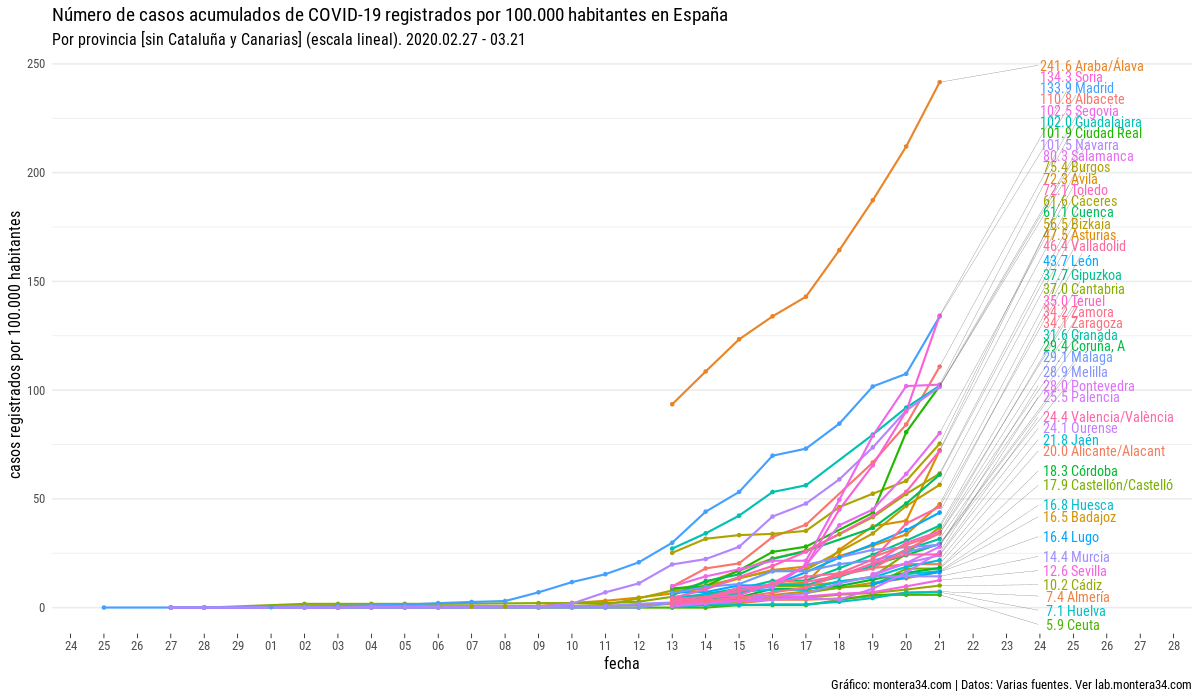 Número de casos acumulados de COVID-19 registrados por 100.000 habitantes en España
Por provincia [sin Cataluña y Canarias] (escala lineal). 2020.02.27 - 03.21
casos registrados por 100.000 habitantes
250
200
150
100
50
0
241.6 Araba/Álava
134.3 Soria
133.9 Madrid
110.8 Albacete
102.5 Segovia
102.0 Guadalajara
101.9 Ciudad Real
101.5 Navarra
80.3 Salamanca
75.4 Burgos
72.3 Ávila
72.1 Toledo
61.6 Cáceres
61.1 Cuenca
56.5 Bizkaia
47.5 Asturias
46.4 Valladolid
43.7 León
37.7 Gipuzkoa
37.0 Cantabria
35.0 Teruel
34.2 Zamora
34.1 Zaragoza
31.6 Granada
29.4 Coruña, A
29.1 Málaga
28.9 Melilla
28.0 Pontevedra
25.5 Palencia
24.4 Valencia/València
24.1 Ourense
21.8 Jaén
20.0 Alicante/Alacant
18.3 Córdoba
17.9 Castellón/Castelló
16.8 Huesca
16.5 Badajoz
16.4 Lugo
14.4 Murcia
12.6 Sevilla
10.2 Cádiz
7.4 Almería
7.1 Huelva
5.9 Ceuta
24 25 26 27 28 29 01 02 03 04 05 06 07 08 09 10 11 12 13 14 15 16 17 18 19 20 21 22 23 24 25 26 27 28
fecha
Gráfico: montera34.com | Datos: Varias fuentes. Ver lab.montera34.com